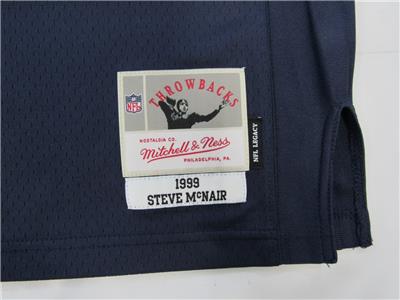 THROWBACKS
NFL
NOSTALGIA CO.
Mitchell & Ness
PHILADELPHIA, PA.
NFL LEGACY
1999
STEVE McNAIR